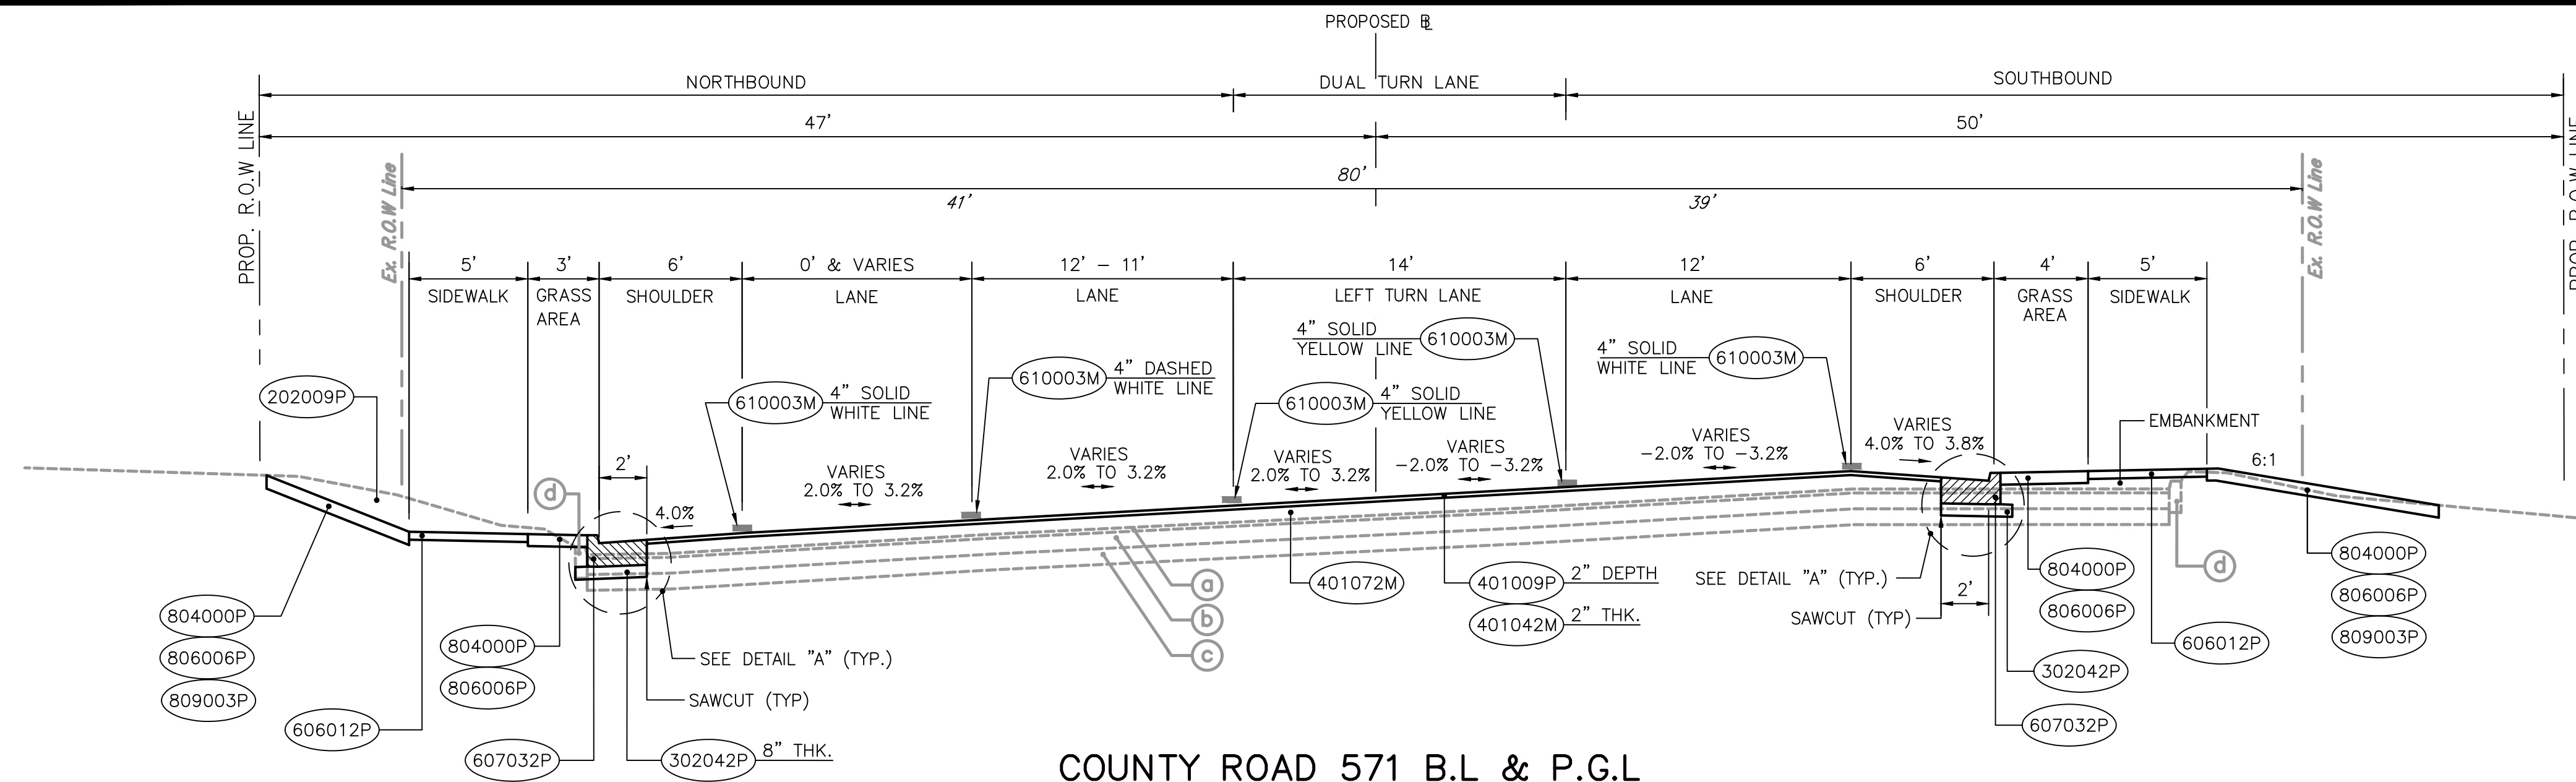 PROPOSED BL
NORTHBOUND
DUAL TURN LANE
SOUTHBOUND
47'
50'
PROP. R.O.W LINE
PROP. R.O.W LINE
Ex. R.O.W Line
80'
Ex. R.O.W Line
41'
39'
5'
3'
6'
0' & VARIES
12' – 11'
14'
12'
6'
4'
5'
SIDEWALK
GRASS
AREA
SHOULDER
LANE
LANE
LEFT TURN LANE
LANE
SHOULDER
GRASS
AREA
SIDEWALK
202009P
610003M
4" SOLID
WHITE LINE
610003M
4" DASHED
WHITE LINE
4" SOLID
YELLOW LINE
610003M
610003M
4" SOLID
YELLOW LINE
4" SOLID
WHITE LINE
610003M
d
2'
4.0%
VARIES
2.0% TO 3.2%
VARIES
2.0% TO 3.2%
VARIES
2.0% TO 3.2%
VARIES
–2.0% TO –3.2%
VARIES
–2.0% TO –3.2%
VARIES
4.0% TO 3.8%
EMBANKMENT
6:1
804000P
806006P
809003P
606012P
804000P
806006P
607032P
302042P
8" THK.
SEE DETAIL "A" (TYP.)
SAWCUT (TYP)
a
b
c
401072M
401009P
2" DEPTH
401042M
2" THK.
SEE DETAIL "A" (TYP.)
SAWCUT (TYP)
2'
804000P
806006P
d
606012P
302042P
607032P
804000P
806006P
809003P
COUNTY ROAD 571 B.L & P.G.L